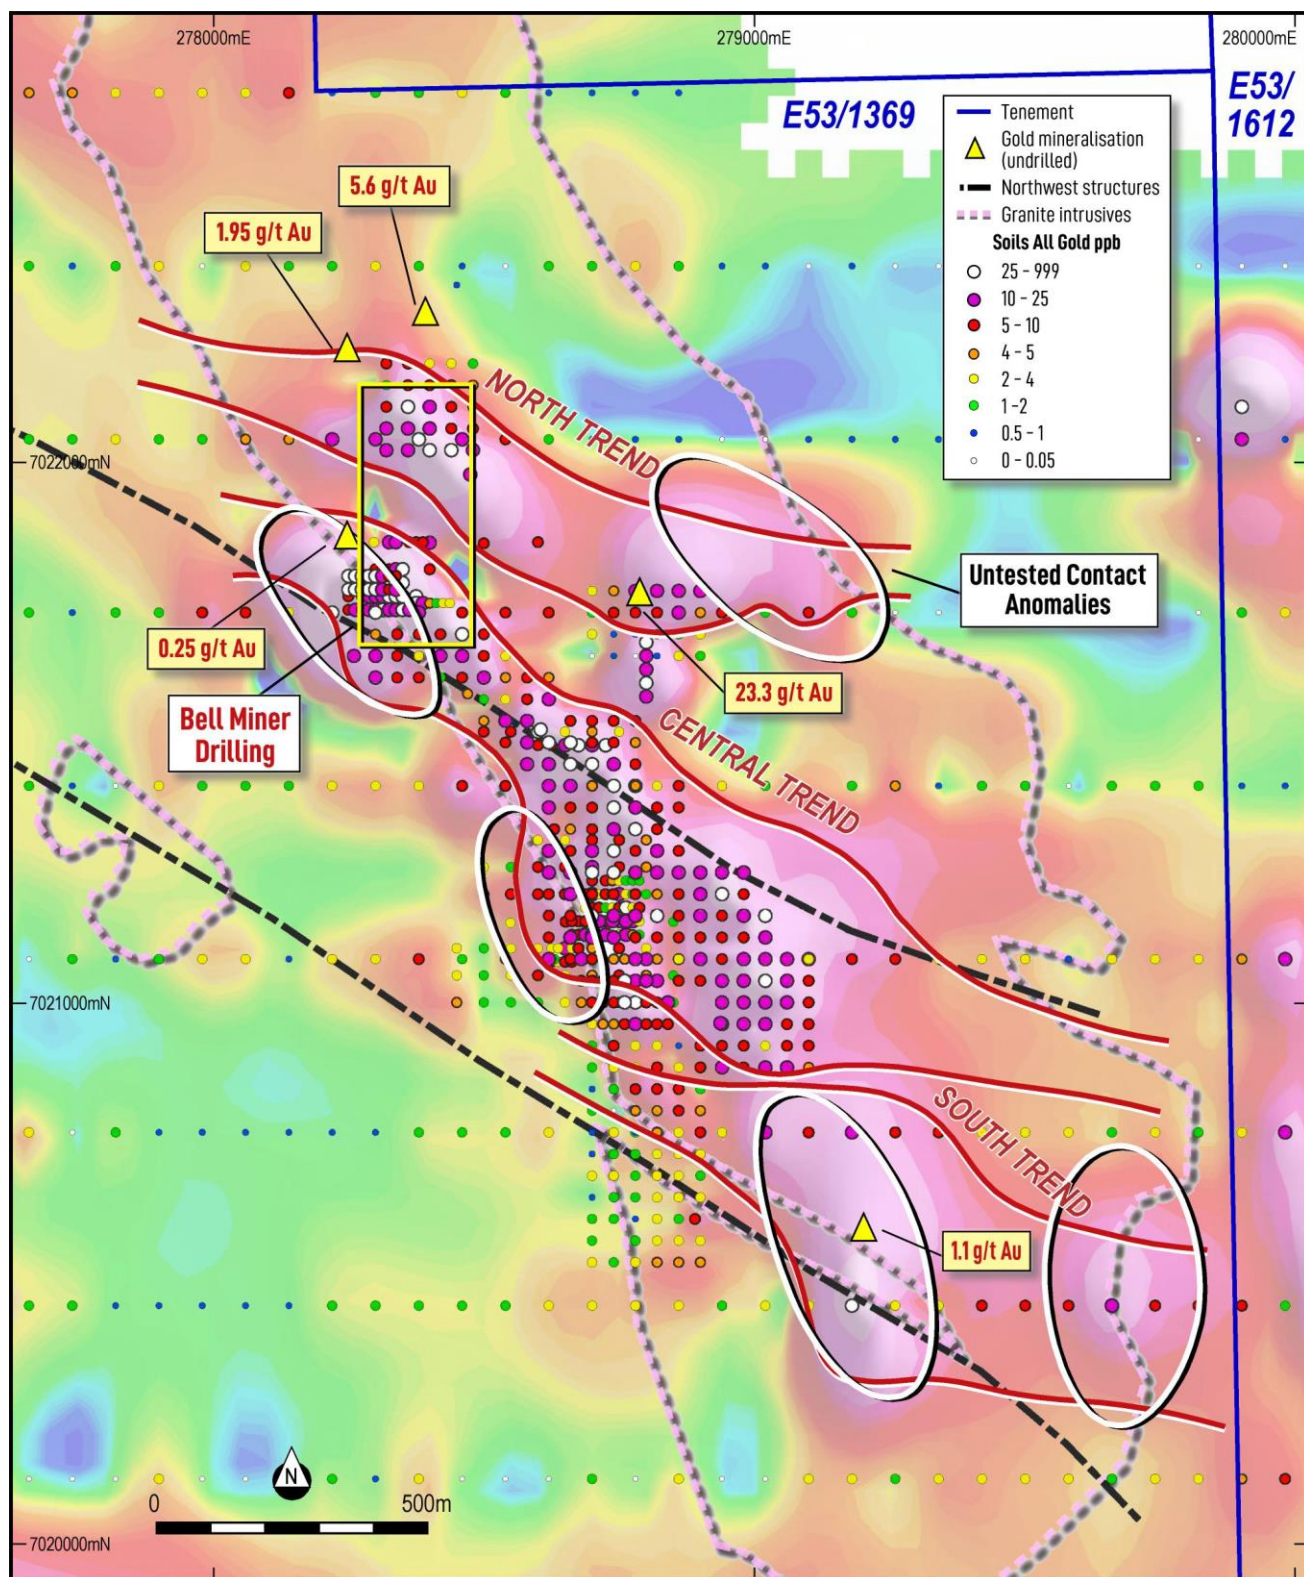 278000mE
279000mE
280000mE
E53/1369
E53/
1612
Tenement
Gold mineralisation
(undrilled)
Northwest structures
Granite intrusives
Soils All Gold ppb
25 - 999
10 - 25
5 - 10
4 - 5
2 - 4
1 -2
0.5 - 1
0 - 0.05
5.6 g/t Au
1.95 g/t Au
NORTH TREND
7022000mN
Untested Contact
Anomalies
0.25 g/t Au
23.3 g/t Au
Bell Miner
Drilling
CENTRAL TREND
7021000mN
SOUTH TREND
1.1 g/t Au
N
0
500m
7020000mN